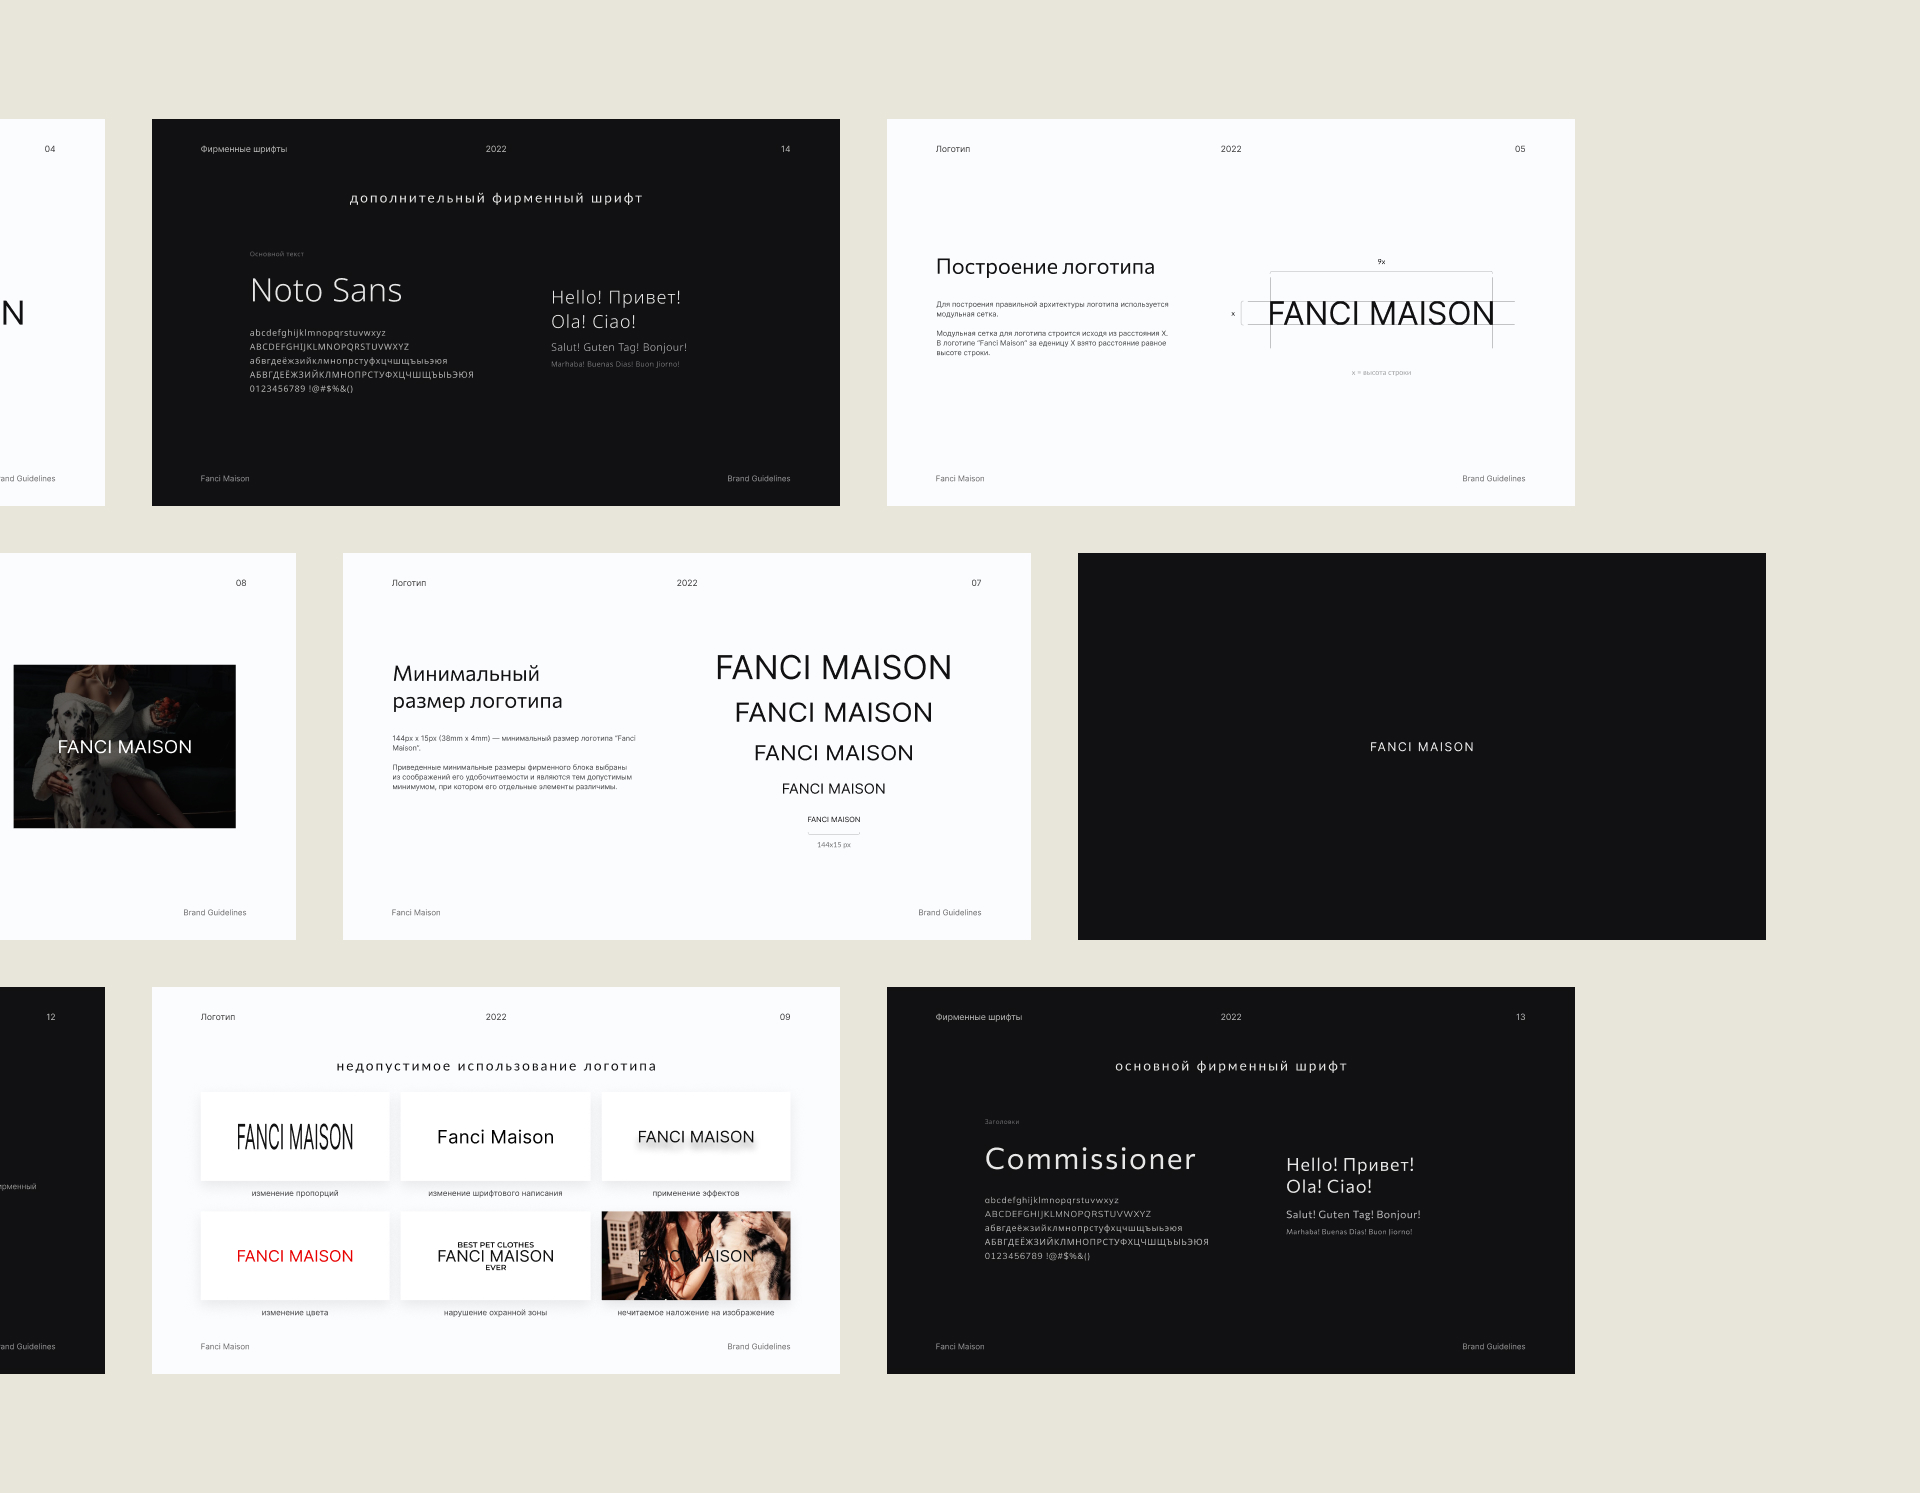 04
N
and Guidelines
Фирменные шрифты
2022
14
дополнительный фирменный шрифт
Основной текст
Noto Sans
abcdefghijklmnopqrstuvwxyz
ABCDEFGHIJKLMNOPQRSTUVWXYZ
абвгдеёжзийклмнопрстуфхцчшщъыьэюя
АБВГДЕЁЖЗИЙКЛМНОПРСТУФХЦЧШЩЪЫЬЭЮЯ
0123456789 !@#$%&()
Hello! Привет!
Ola! Ciao!
Salut! Guten Tag! Bonjour!
Marhaba! Buenas Dias! Buon Jiorno!
Fanci Maison
Brand Guidelines
Логотип
2022
05
Построение логотипа
Для построения правильной архитектуры логотипа используется
модульная сетка.
Модульная сетка для логотипа строится исходя из расстояния X.
В логотипе "Fanci Maison" за еденицу X взято расстояние равное
высоте строки.
9x
x
FANCI MAISON
x = высота строки
Fanci Maison
Brand Guidelines
08
FANCI MAISON
Brand Guidelines
Логотип
2022
07
Минимальный
размер логотипа
144px x 15px (38mm x 4mm) — минимальный размер логотипа "Fanci
Maison".
Приведенные минимальные размеры фирменного блока выбраны
из соображений его удобочитаемости и являются тем допустимым
минимумом, при котором его отдельные элементы различимы.
FANCI MAISON
FANCI MAISON
FANCI MAISON
FANCI MAISON
FANCI MAISON
144x15 px
Fanci Maison
Brand Guidelines
FANCI MAISON
12
рменный
and Guidelines
Логотип
2022
09
недопустимое использование логотипа
FANCI MAISON
изменение пропорций
Fanci Maison
изменение шрифтового написания
FANCI MAISON
применение эффектов
FANCI MAISON
изменение цвета
BEST PET CLOTHES
FANCI MAISON
EVER
нарушение охранной зоны
FANCI MAISON
нечитаемое наложение на изображение
Fanci Maison
Brand Guidelines
Фирменные шрифты
2022
13
основной фирменный шрифт
Заголовки
Commissioner
abcdefghijklmnopqrstuvwxyz
ABCDEFGHIJKLMNOPQRSTUVWXYZ
абвгдеёжзийклмнопрстуфхцчшщъыьэюя
АБВГДЕЁЖЗИЙКЛМНОПРСТУФХЦЧШЩЪЫЬЭЮЯ
0123456789 !@#$%&()
Hello! Привет!
Ola! Ciao!
Salut! Guten Tag! Bonjour!
Marhaba! Buenas Dias! Buon Jiorno!
Fanci Maison
Brand Guidelines